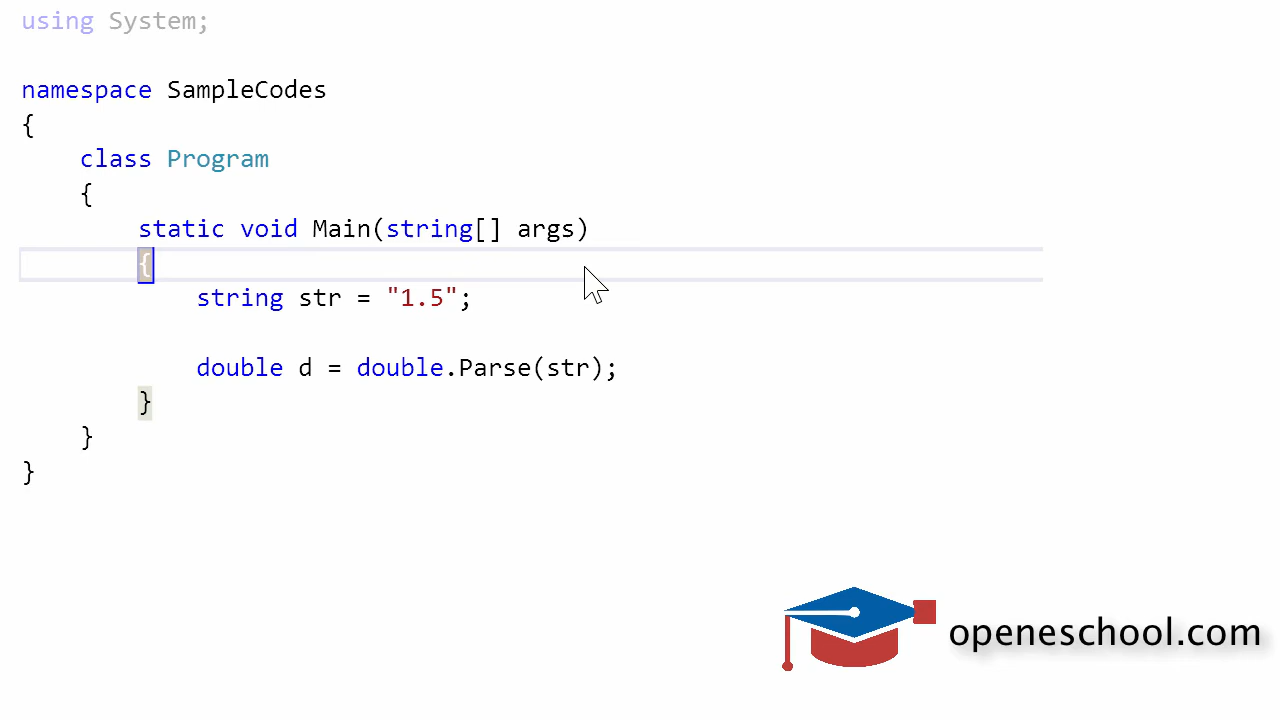 using System;
namespace SampleCodes
{
class Program
{
static void Main(string[] args)
{
string str = "1.5";
double d = double.Parse(str);
}
}
}
openeschool.com